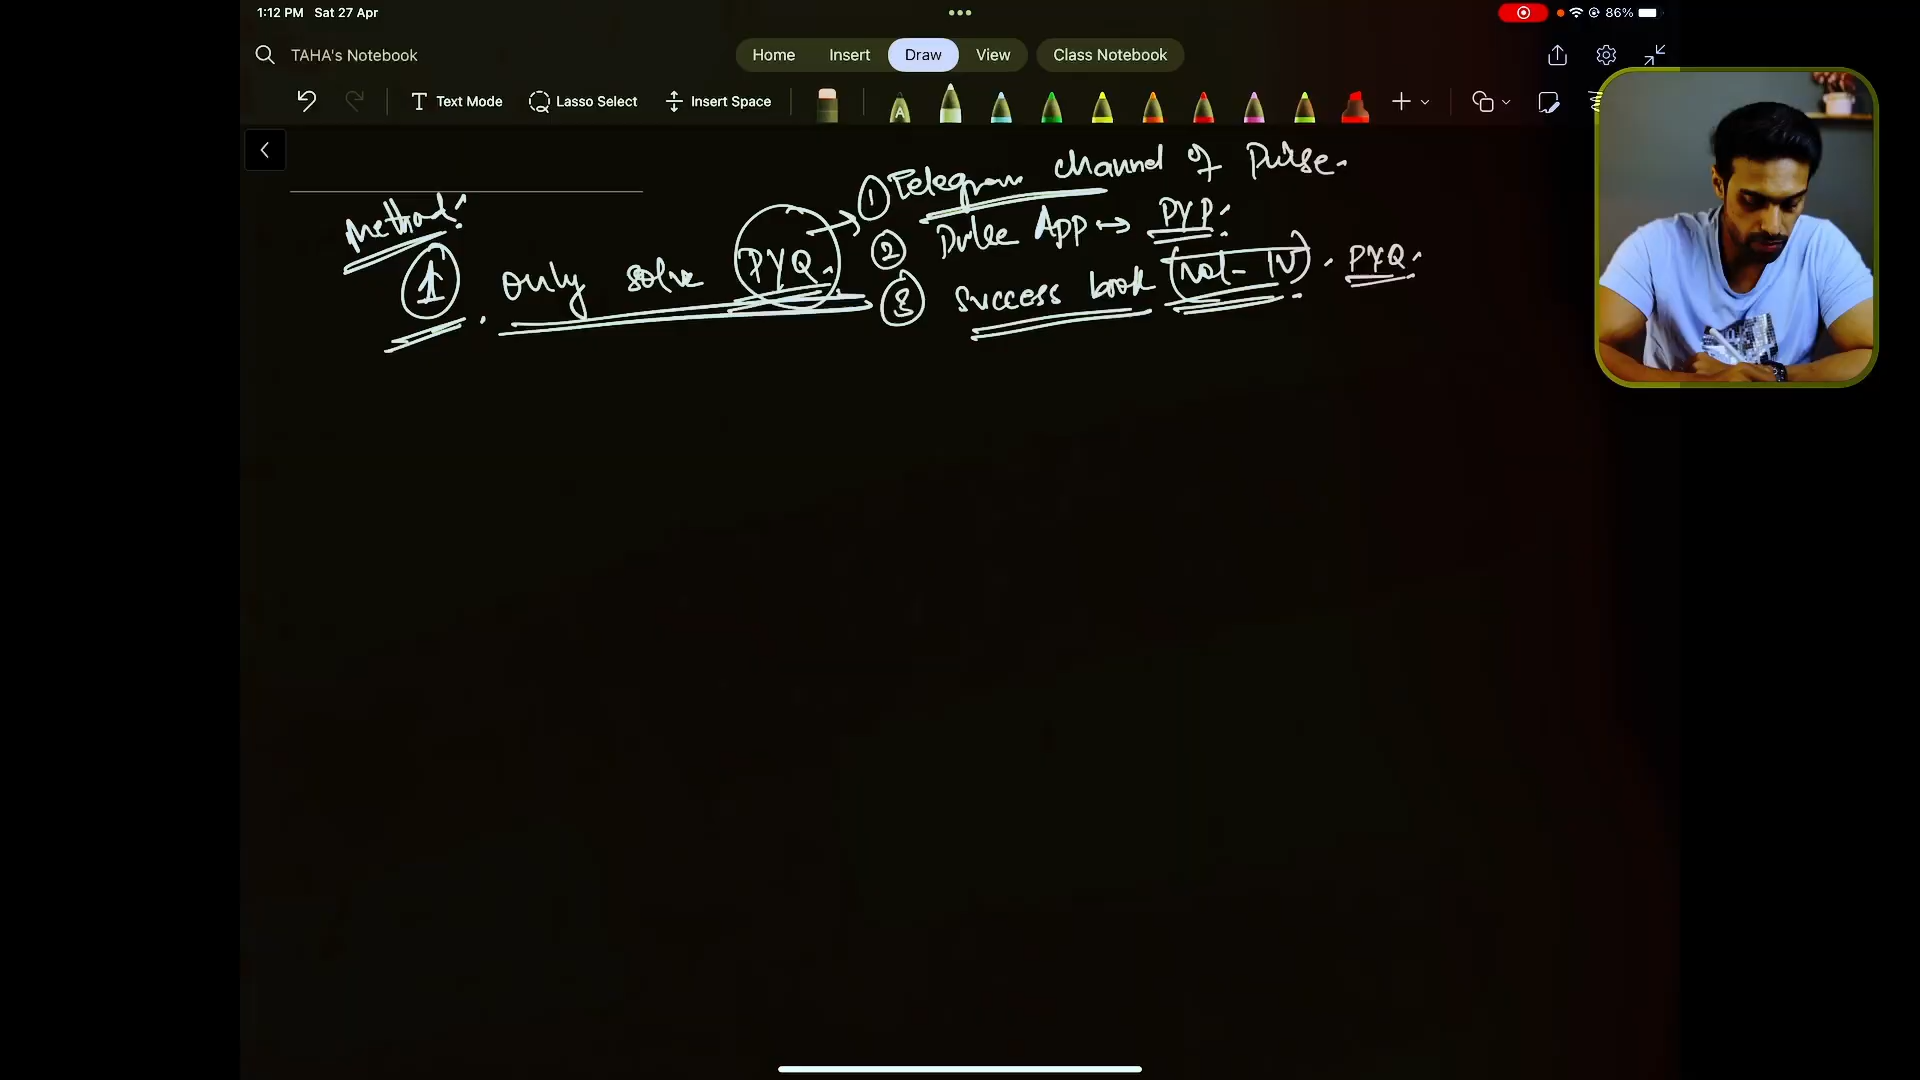 1:12 PM Sat 27 Apr
86%
TAHA's Notebook
Home Insert Draw View Class Notebook
Text Mode Lasso Select Insert Space
A
Method:
① only solve PYQ.
① Telegram channel of Pulse.
② Pulse App → PYP:
③ Success book (Vol-IV). PYQ.